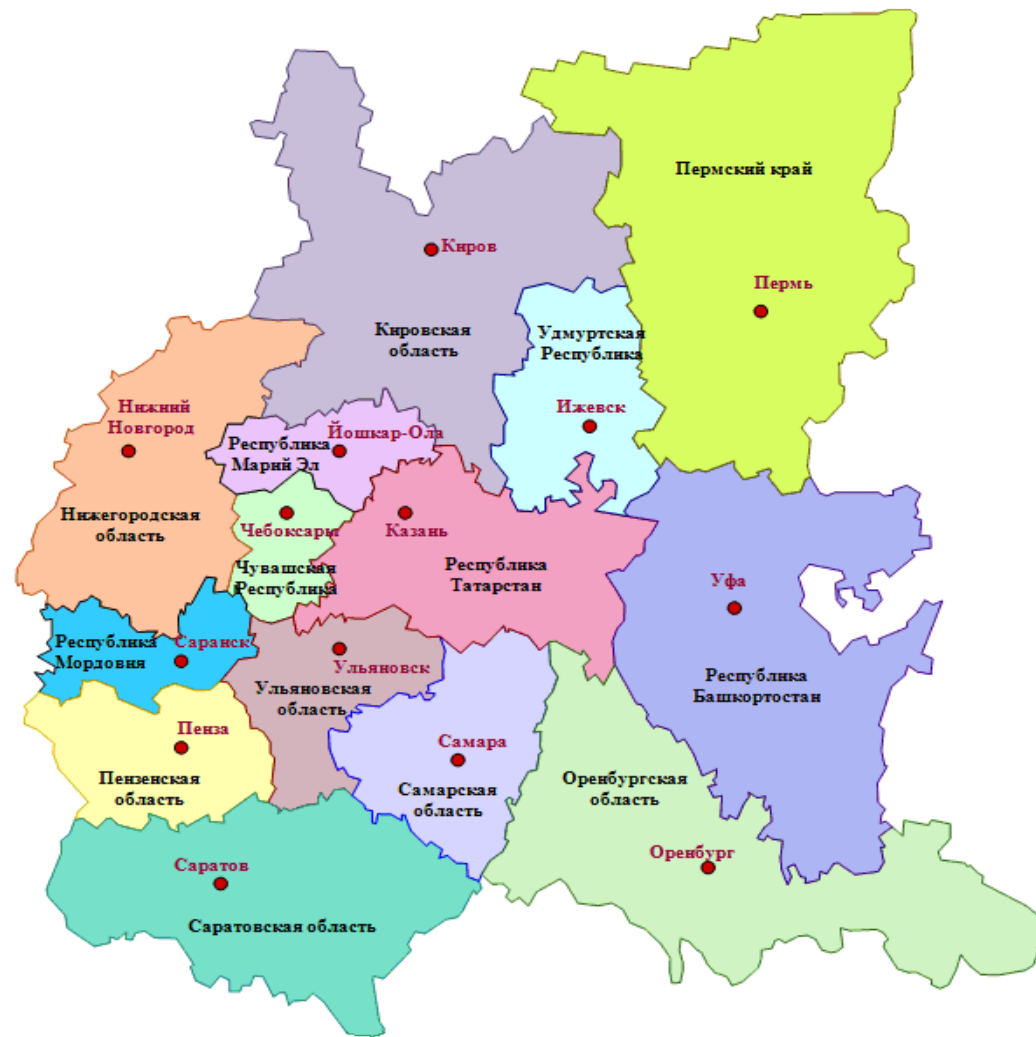 Пермский край
Киров
Пермь
Кировская
область
Удмуртская
Республика
Нижний
Новгород
Ижевск
Йошкар-Ола
Республика
Марий Эл
Нижегородская
область
Чебоксары
Казань
Чувашская
Республика
Республика
Татарстан
Уфа
Республика
Мордовия
Саранск
Ульяновск
Ульяновская
область
Республика
Башкортостан
Пенза
Самара
Пензенская
область
Самарская
область
Оренбургская
область
Оренбург
Саратов
Саратовская область